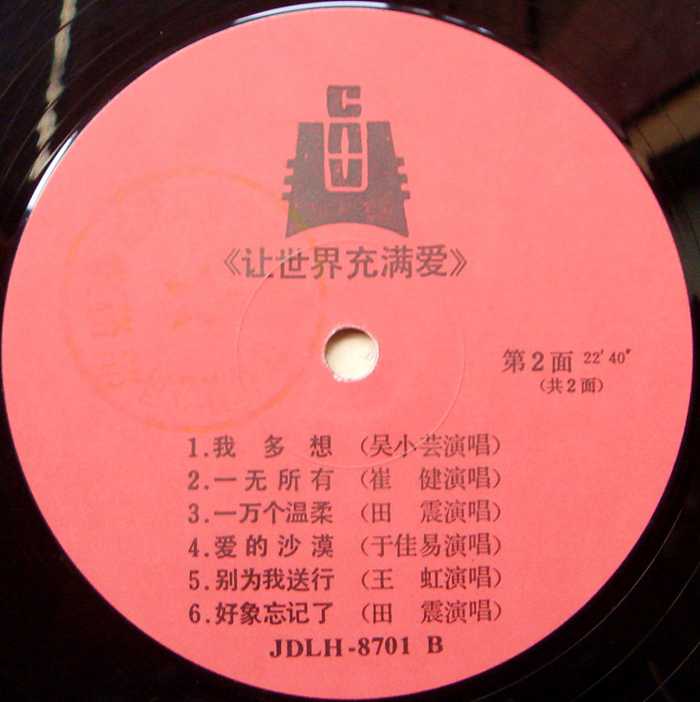 CNV
《让世界充满爱》
第2面 22′40″
(共2面)
1.我多想 (吴小芸演唱)
2.一无所有 (崔健演唱)
3.一万个温柔 (田震演唱)
4.爱的沙漠 (于佳易演唱)
5.别为我送行 (王虹演唱)
6.好象忘记了 (田震演唱)
JDLH-8701 B